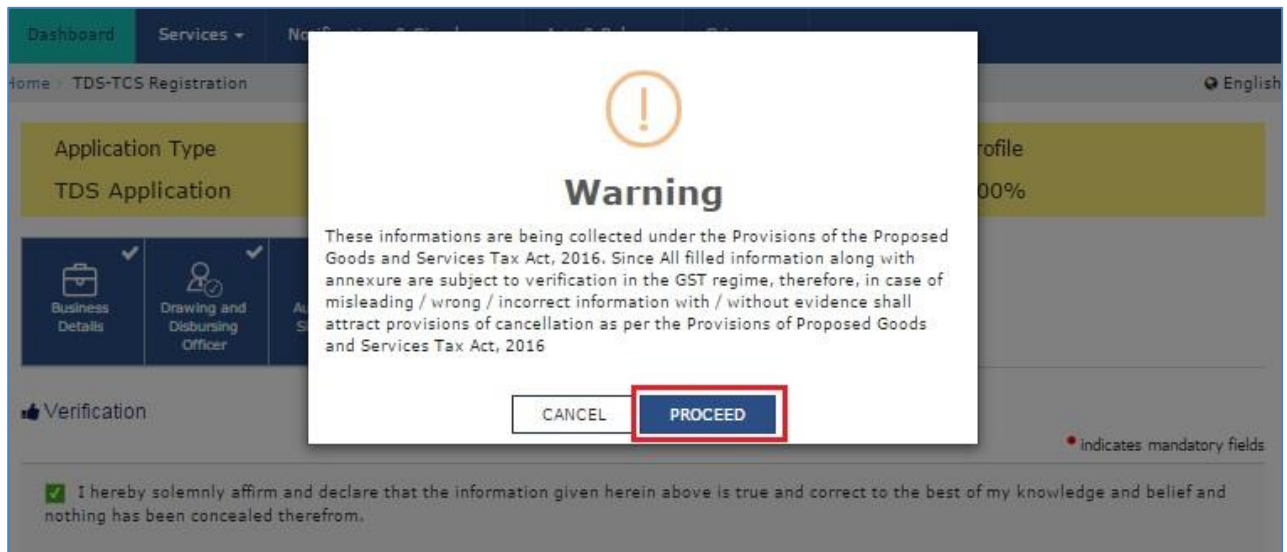 Dashboard Services
Home TDS-TCS Registration English
Application Type rofile
TDS Application 00%
Warning
These informations are being collected under the Provisions of the Proposed
Goods and Services Tax Act, 2016. Since All filled information along with
annexure are subject to verification in the GST regime, therefore, in case of
misleading / wrong / incorrect information with / without evidence shall
attract provisions of cancellation as per the Provisions of Proposed Goods
and Services Tax Act, 2016
CANCEL PROCEED
Business
Details
Drawing and
Disbursing
Officer
Verification
• indicates mandatory fields
I hereby solemnly affirm and declare that the information given herein above is true and correct to the best of my knowledge and belief and
nothing has been concealed therefrom.